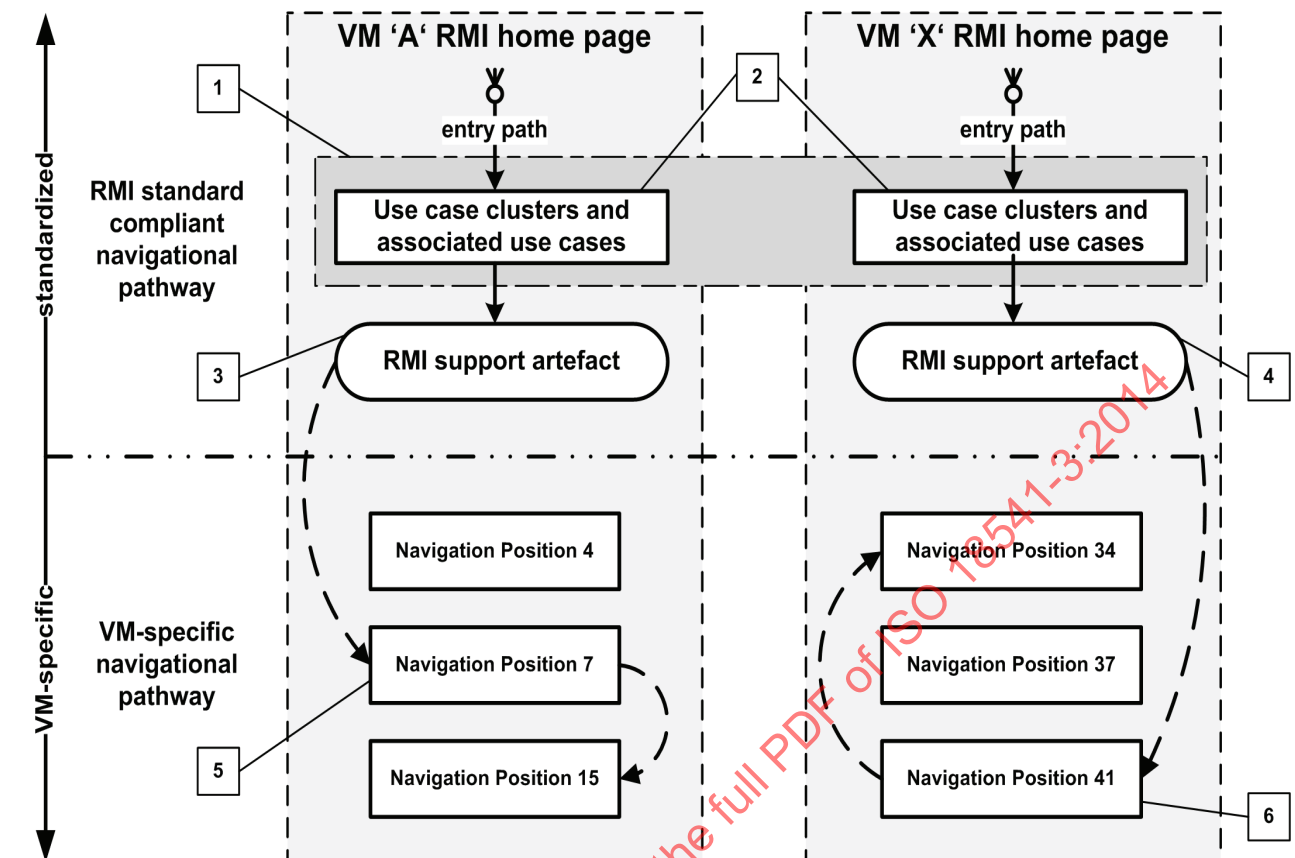 VM ‘A‘ RMI home page
VM ‘X‘ RMI home page
1
2
entry path
entry path
standardized
RMI standard
compliant
navigational
pathway
Use case clusters and
associated use cases
Use case clusters and
associated use cases
3
RMI support artefact
RMI support artefact
4
VM-specific
VM-specific
navigational
pathway
Navigation Position 4
Navigation Position 7
Navigation Position 15
5
Navigation Position 34
Navigation Position 37
Navigation Position 41
6
the full PDF of ISO 18541-3:2014